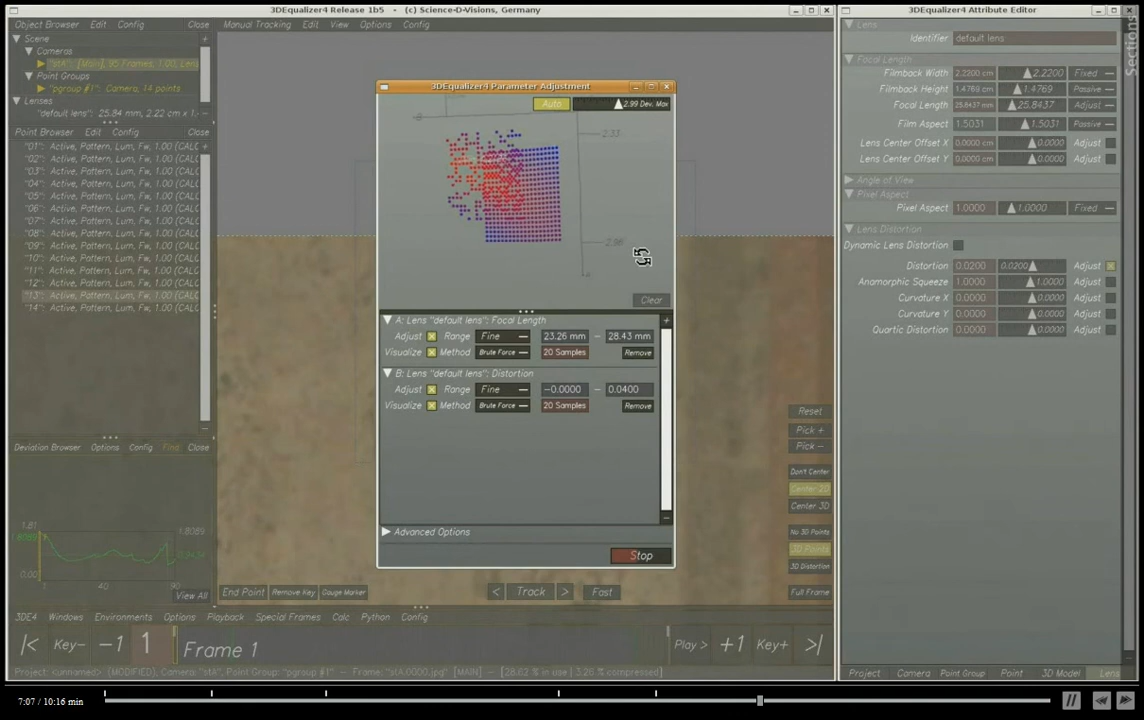 3DEqualizer4 Release 1b5 - (c) Science-D-Visions, Germany
3DEqualizer4 Attribute Editor
Object Browser Edit Config Close
Manual Tracking Edit View Options Config
Scene
Cameras
Point Groups
"pgroup #1": Camera, 14 points
Lenses
"default lens": 25.84 mm, 2.22 cm x 1.
Point Browser Edit Config Close
"01": Active, Pattern, Lum, Fw, 1.00 (CALC
"02": Active, Pattern, Lum, Fw, 1.00 (CALC
"03": Active, Pattern, Lum, Fw, 1.00 (CALC
"04": Active, Pattern, Lum, Fw, 1.00 (CALC
"05": Active, Pattern, Lum, Fw, 1.00 (CALC
"06": Active, Pattern, Lum, Fw, 1.00 (CALC
"07": Active, Pattern, Lum, Fw, 1.00 (CALC
"08": Active, Pattern, Lum, Fw, 1.00 (CALC
"09": Active, Pattern, Lum, Fw, 1.00 (CALC
"10": Active, Pattern, Lum, Fw, 1.00 (CALC
"11": Active, Pattern, Lum, Fw, 1.00 (CALC
"12": Active, Pattern, Lum, Fw, 1.00 (CALC
"13": Active, Pattern, Lum, Fw, 1.00 (CALC
"14": Active, Pattern, Lum, Fw, 1.00 (CALC
Deviation Browser Options Config Close
1.81 1.8089
0.00
1 40 90
View All
3DEqualizer4 Parameter Adjustment
Auto 2.99 Dev. Max
2.33
2.98
Clear
A: Lens "default lens": Focal Length
Adjust Range Fine 23.26 mm – 28.43 mm
Visualize Method Brute Force 20 Samples Remove
B: Lens "default lens": Distortion
Adjust Range Fine -0.0000 – 0.0400
Visualize Method Brute Force 20 Samples Remove
Advanced Options
Stop
Reset
Pick +
Pick –
Don't Center
Center 2D
Center 3D
No 3D Points
3D Points
3D Distortion
Full Frame
End Point Remove Key Gauge Marker < Track > Fast
3DE4 Windows Environments Options Playback Special Frames Calc Python Config
|< Key– –1 1 Frame 1 Play > +1 Key+ >|
Lens
Identifier default lens
Focal Length
Filmback Width 2.2200 cm 2.2200 Fixed
Filmback Height 1.4769 cm 1.4769 Passive
Focal Length 25.8437 mm 25.8437 Adjust
Film Aspect 1.5031 1.5031 Passive
Lens Center Offset X 0.0000 cm 0.0000 Adjust
Lens Center Offset Y 0.0000 cm 0.0000 Adjust
Angle of View
Pixel Aspect
Pixel Aspect 1.0000 1.0000 Fixed
Lens Distortion
Dynamic Lens Distortion
Distortion 0.0200 0.0200 Adjust
Anamorphic Squeeze 1.0000 1.0000 Adjust
Curvature X 0.0000 0.0000 Adjust
Curvature Y 0.0000 0.0000 Adjust
Quartic Distortion 0.0000 0.0000 Adjust
Project Camera Point Group Point 3D Model Lens
Sections
7:07 / 10:16 min